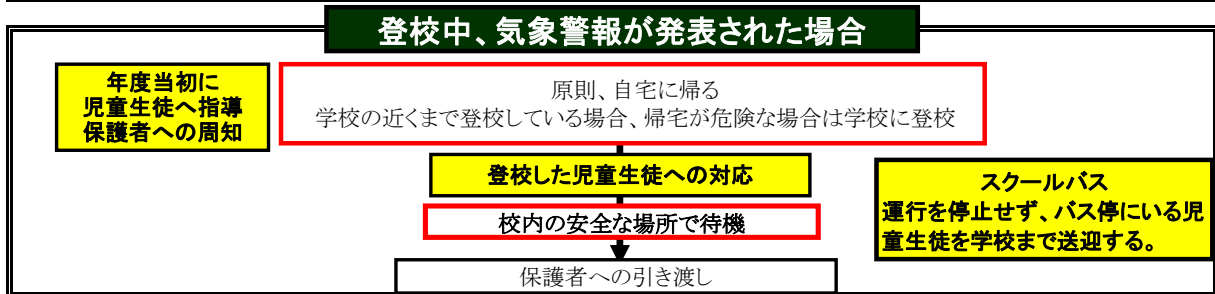 登校中、気象警報が発表された場合
年度当初に
児童生徒へ指導
保護者への周知
原則、自宅に帰る
学校の近くまで登校している場合、帰宅が危険な場合は学校に登校
登校した児童生徒への対応
校内の安全な場所で待機
保護者への引き渡し
スクールバス
運行を停止せず、バス停にいる児
童生徒を学校まで送迎する。